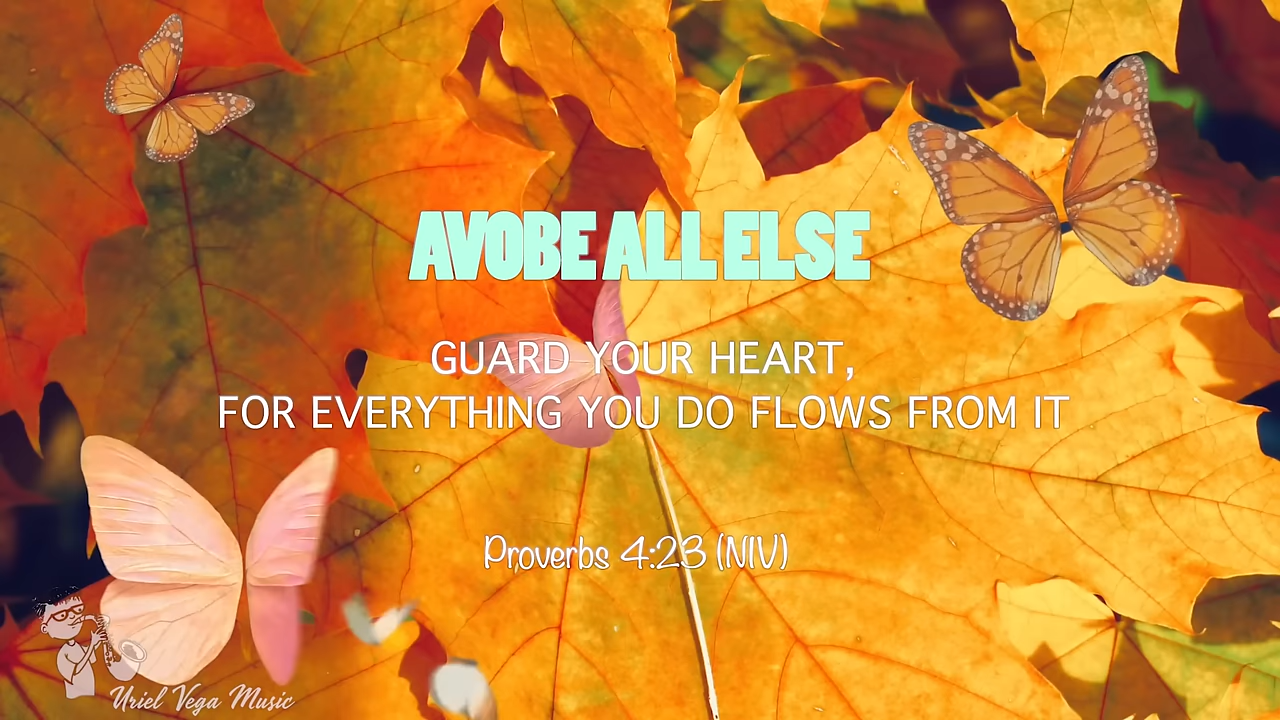 AVOBE ALL ELSE
GUARD YOUR HEART,
FOR EVERYTHING YOU DO FLOWS FROM IT
Proverbs 4:23 (NIV)
Uriel Vega Music